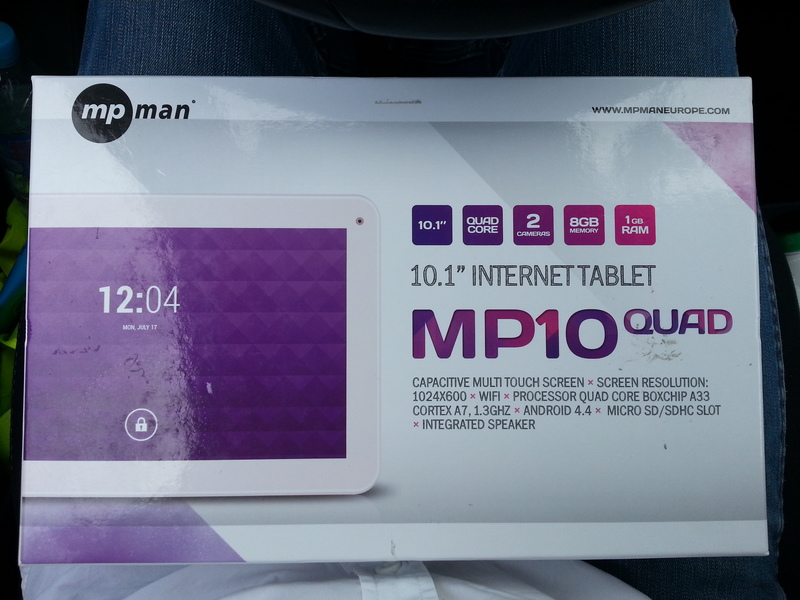 mp man
WWW.MPMANEUROPE.COM
10.1"
QUAD
CORE
2
CAMERAS
8GB
MEMORY
1 GB
RAM
10.1" INTERNET TABLET
MP10 QUAD
CAPACITIVE MULTI TOUCH SCREEN × SCREEN RESOLUTION:
1024X600 × WIFI × PROCESSOR QUAD CORE BOXCHIP A33
CORTEX A7, 1.3GHZ × ANDROID 4.4 × MICRO SD/SDHC SLOT
× INTEGRATED SPEAKER
12:04
MON, JULY 17